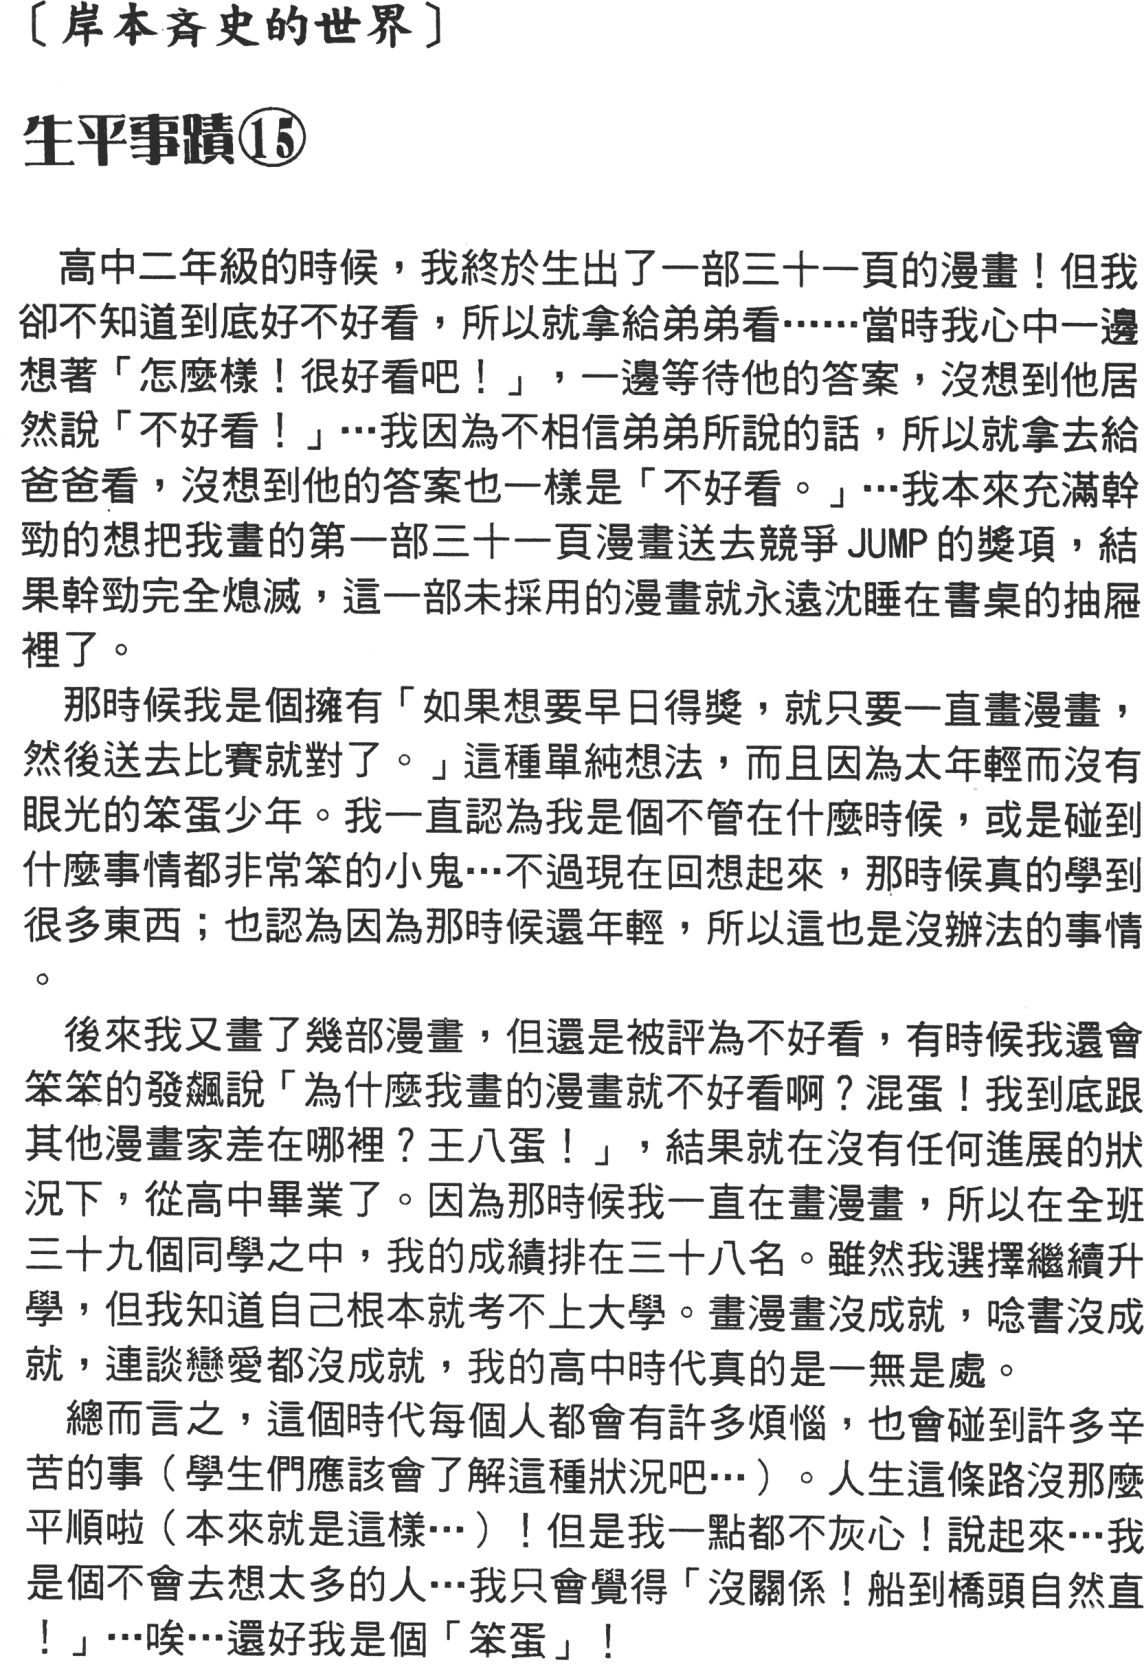 〔岸本斉史的世界〕
生平事蹟⑮
高中二年級的時候，我終於生出了一部三十一頁的漫畫！但我
卻不知道到底好不好看，所以就拿給弟弟看……當時我心中一邊
想著「怎麼樣！很好看吧！」，一邊等待他的答案，沒想到他居
然說「不好看！」…我因為不相信弟弟所說的話，所以就拿去給
爸爸看，沒想到他的答案也一樣是「不好看。」…我本來充滿幹
勁的想把我畫的第一部三十一頁漫畫送去競爭JUMP的獎項，結
果幹勁完全熄滅，這一部未採用的漫畫就永遠沈睡在書桌的抽屜
裡了。
那時候我是個擁有「如果想要早日得獎，就只要一直畫漫畫，
然後送去比賽就對了。」這種單純想法，而且因為太年輕而沒有
眼光的笨蛋少年。我一直認為我是個不管在什麼時候，或是碰到
什麼事情都非常笨的小鬼…不過現在回想起來，那時候真的學到
很多東西；也認為因為那時候還年輕，所以這也是沒辦法的事情
。
後來我又畫了幾部漫畫，但還是被評為不好看，有時候我還會
笨笨的發飆說「為什麼我畫的漫畫就不好看啊？混蛋！我到底跟
其他漫畫家差在哪裡？王八蛋！」，結果就在沒有任何進展的狀
況下，從高中畢業了。因為那時候我一直在畫漫畫，所以在全班
三十九個同學之中，我的成績排在三十八名。雖然我選擇繼續升
學，但我知道自己根本就考不上大學。畫漫畫沒成就，唸書沒成
就，連談戀愛都沒成就，我的高中時代真的是一無是處。
總而言之，這個時代每個人都會有許多煩惱，也會碰到許多辛
苦的事（學生們應該會了解這種狀況吧…）。人生這條路沒那麼
平順啦（本來就是這樣…）！但是我一點都不灰心！說起來…我
是個不會去想太多的人…我只會覺得「沒關係！船到橋頭自然直
！」…唉…還好我是個「笨蛋」！